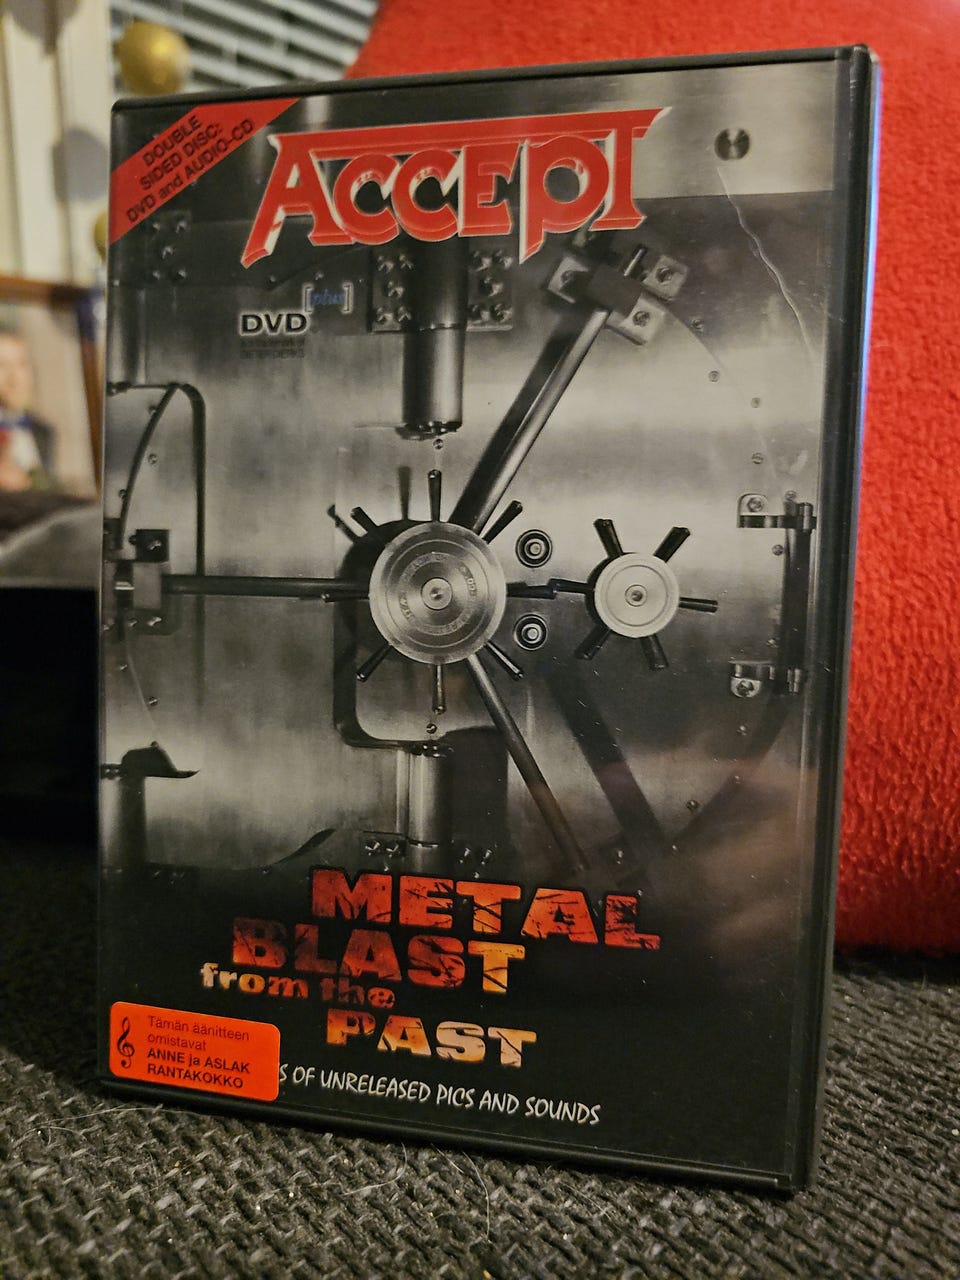 DOUBLE
SIDED DISC:
DVD and AUDIO-CD
ACCEPT
[plus]
DVD
METAL
BLAST
from the
PAST
Tämän äänitteen
omistavat
ANNE ja ASLAK
RANTAKOKKO
S OF UNRELEASED PICS AND SOUNDS